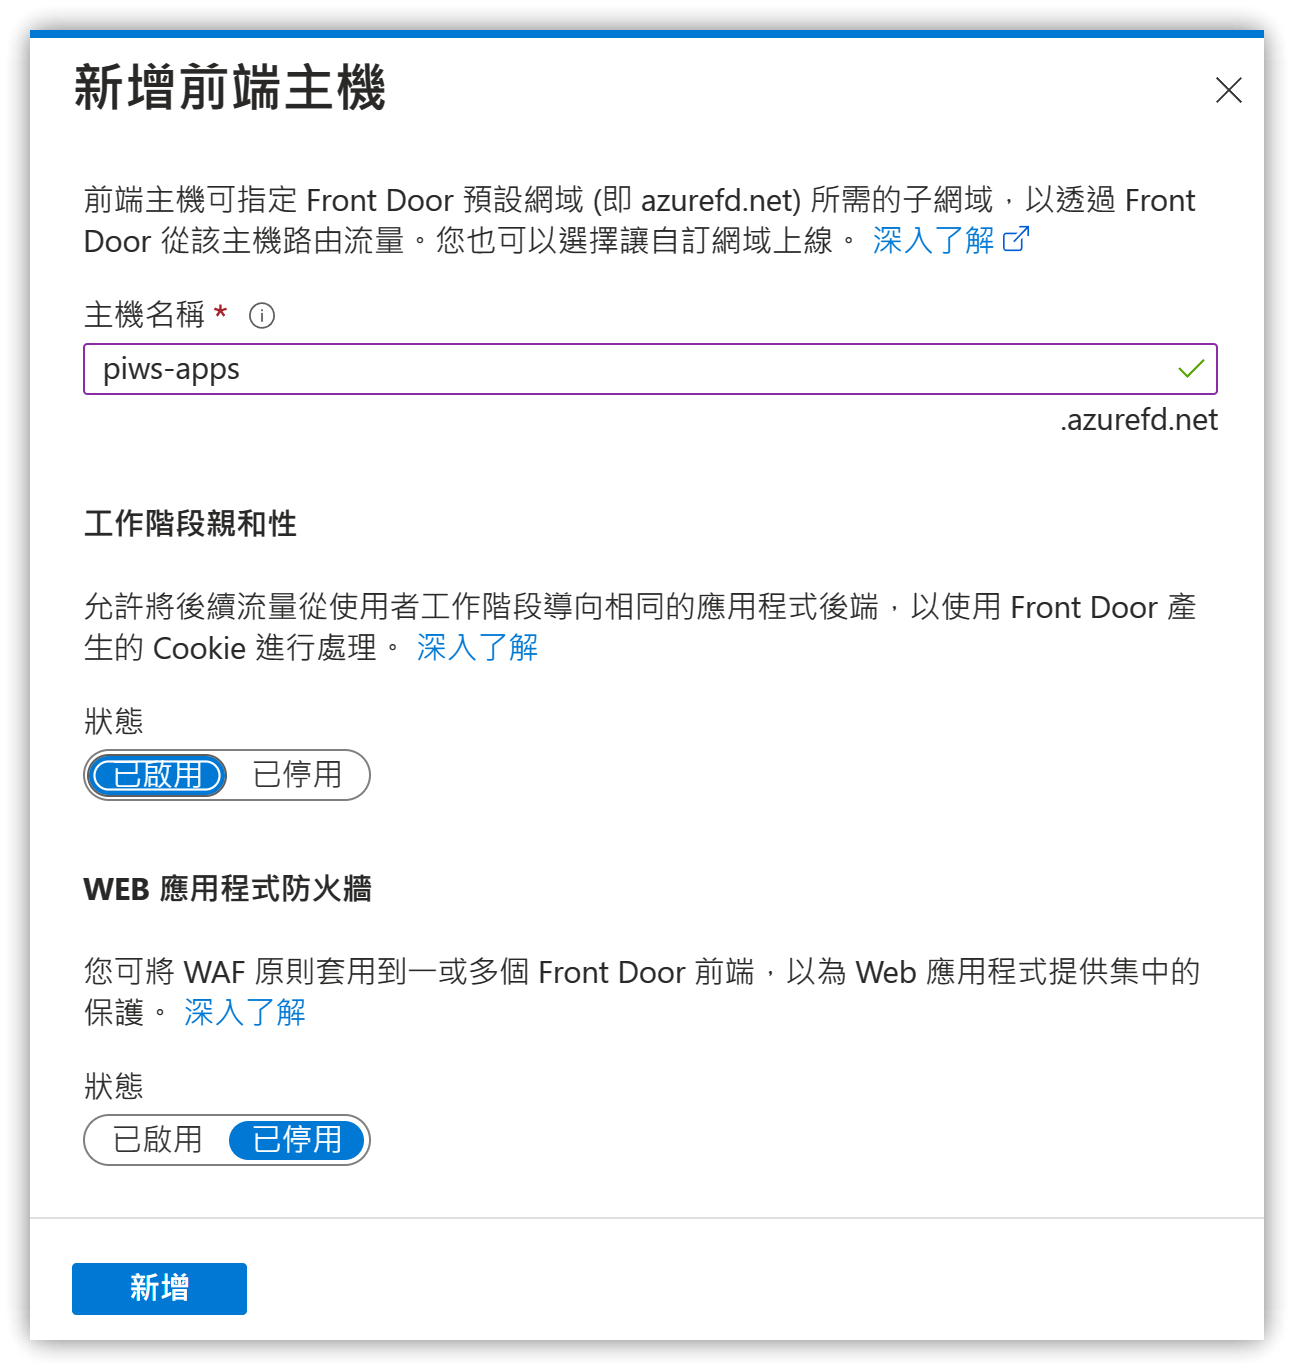 新增前端主機
前端主機可指定 Front Door 預設網域 (即 azurefd.net) 所需的子網域，以透過 Front
Door 從該主機路由流量。您也可以選擇讓自訂網域上線。 深入了解
主機名稱 *
piws-apps
.azurefd.net
工作階段親和性
允許將後續流量從使用者工作階段導向相同的應用程式後端，以使用 Front Door 產
生的 Cookie 進行處理。 深入了解
狀態
已啟用 已停用
WEB 應用程式防火牆
您可將 WAF 原則套用到一或多個 Front Door 前端，以為 Web 應用程式提供集中的
保護。 深入了解
狀態
已啟用 已停用
新增